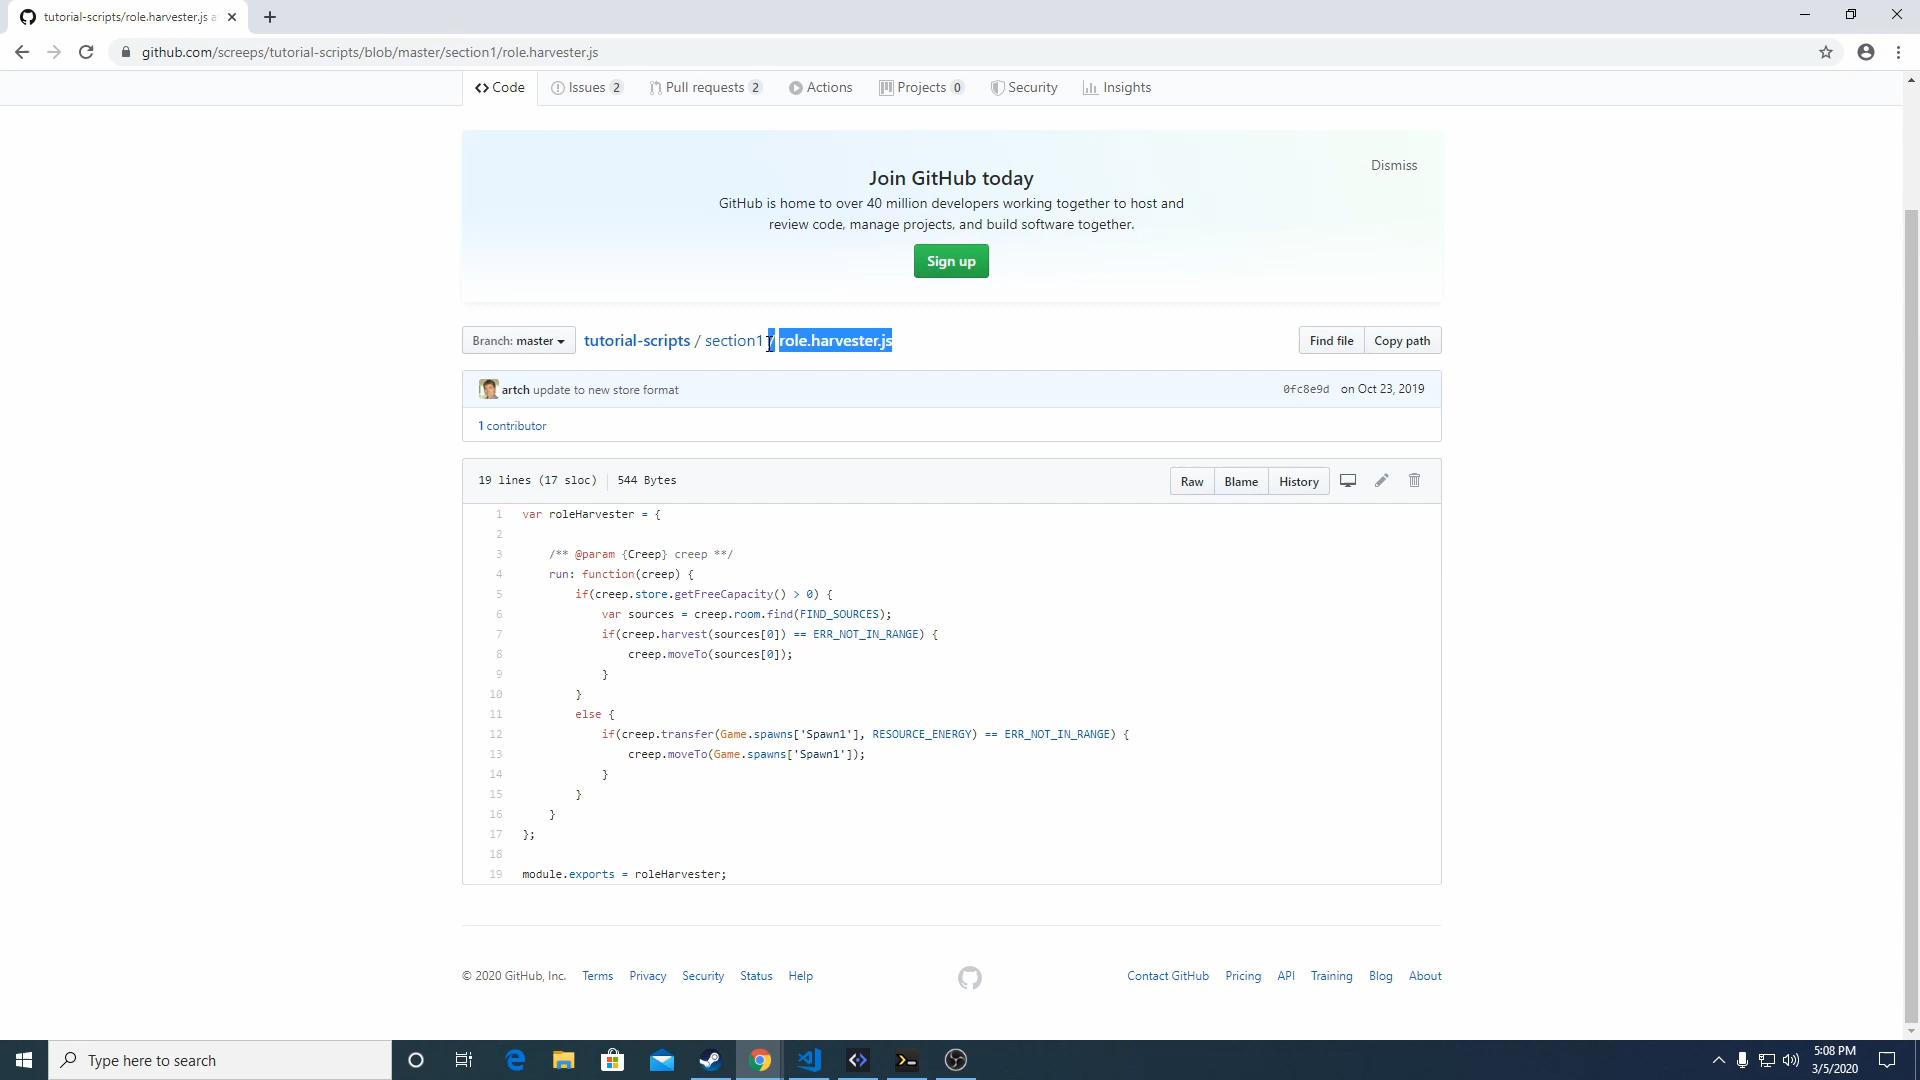 tutorial-scripts/role.harvester.js a
github.com/screeps/tutorial-scripts/blob/master/section1/role.harvester.js
Code Issues 2 Pull requests 2 Actions Projects 0 Security Insights
Dismiss
Join GitHub today
GitHub is home to over 40 million developers working together to host and
review code, manage projects, and build software together.
Sign up
Branch: master tutorial-scripts / section1 / role.harvester.js Find file Copy path
artch update to new store format 0fc8e9d on Oct 23, 2019
1 contributor
19 lines (17 sloc) 544 Bytes Raw Blame History
1 var roleHarvester = {
2
3 /** @param {Creep} creep **/
4 run: function(creep) {
5 if(creep.store.getFreeCapacity() > 0) {
6 var sources = creep.room.find(FIND_SOURCES);
7 if(creep.harvest(sources[0]) == ERR_NOT_IN_RANGE) {
8 creep.moveTo(sources[0]);
9 }
10 }
11 else {
12 if(creep.transfer(Game.spawns['Spawn1'], RESOURCE_ENERGY) == ERR_NOT_IN_RANGE) {
13 creep.moveTo(Game.spawns['Spawn1']);
14 }
15 }
16 }
17 };
18
19 module.exports = roleHarvester;
© 2020 GitHub, Inc. Terms Privacy Security Status Help Contact GitHub Pricing API Training Blog About
Type here to search
5:08 PM
3/5/2020